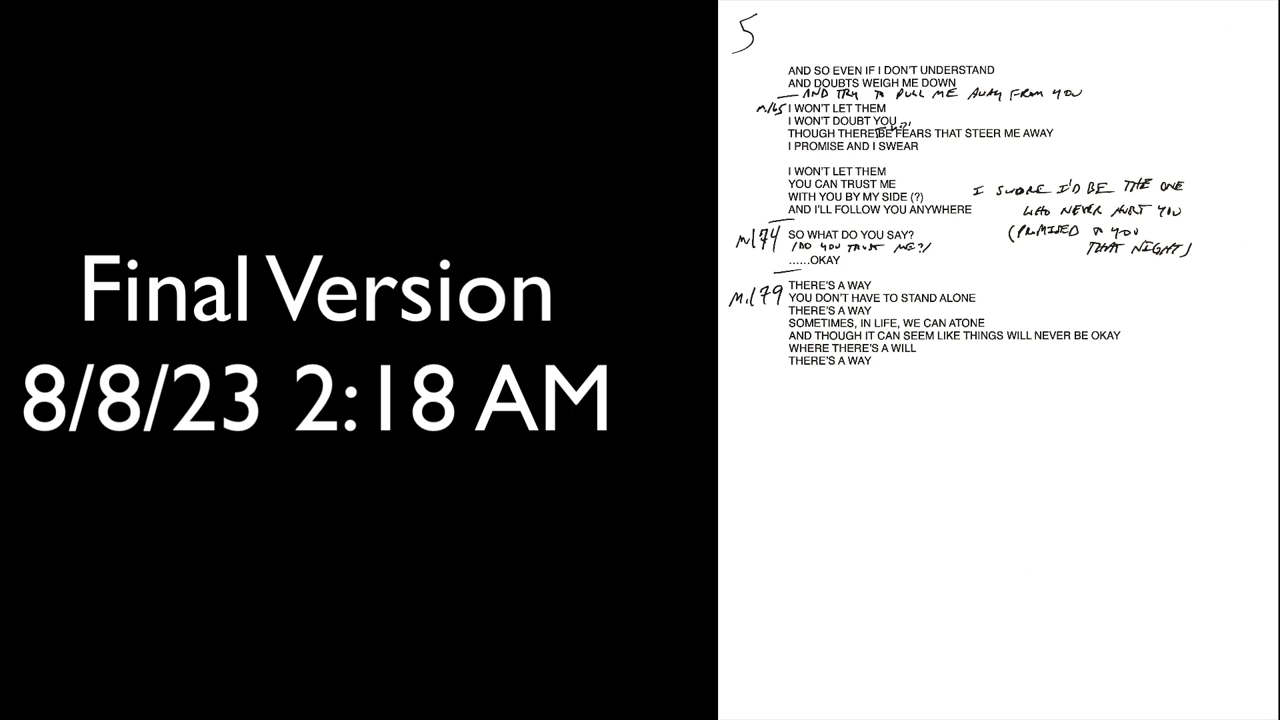 Final Version
8/8/23 2:18 AM
5
AND SO EVEN IF I DON'T UNDERSTAND
AND DOUBTS WEIGH ME DOWN
AND TRY TO PULL ME AWAY FROM YOU
m.165 I WON'T LET THEM
I WON'T DOUBT YOU
THOUGH THERE BE FEARS THAT STEER ME AWAY
I PROMISE AND I SWEAR
I WON'T LET THEM
YOU CAN TRUST ME
WITH YOU BY MY SIDE (?)
AND I'LL FOLLOW YOU ANYWHERE
I SWORE I'D BE THE ONE
WHO NEVER HURT YOU
(PROMISED TO YOU
THAT NIGHT)
m.174 SO WHAT DO YOU SAY?
(DO YOU TRUST ME?)
......OKAY
m.179 THERE'S A WAY
YOU DON'T HAVE TO STAND ALONE
THERE'S A WAY
SOMETIMES, IN LIFE, WE CAN ATONE
AND THOUGH IT CAN SEEM LIKE THINGS WILL NEVER BE OKAY
WHERE THERE'S A WILL
THERE'S A WAY